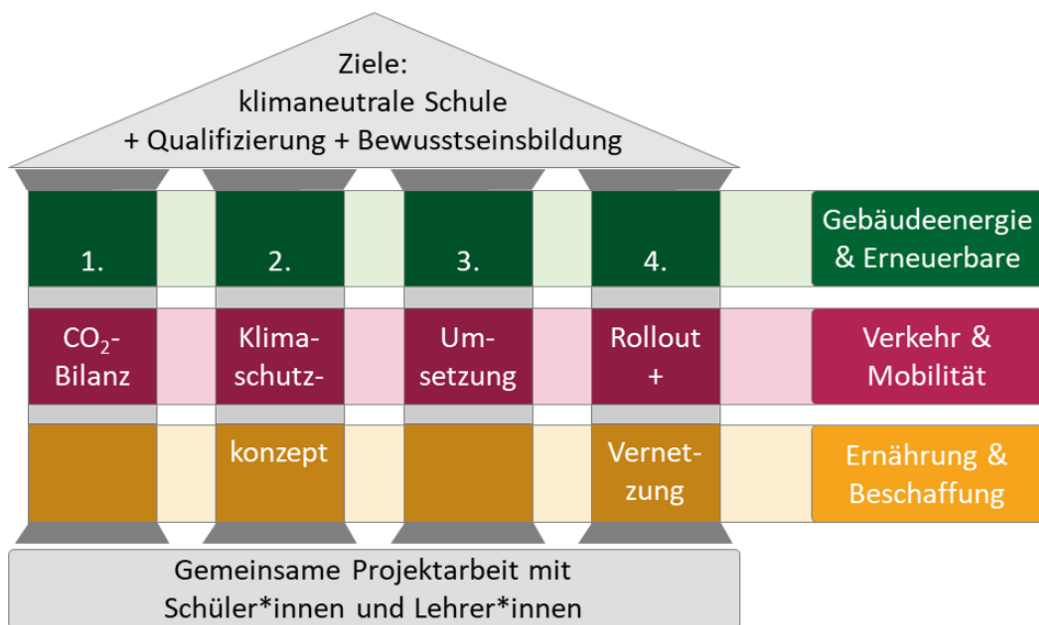 Ziele:
klimaneutrale Schule
+ Qualifizierung + Bewusstseinsbildung
1.
CO₂-
Bilanz
2.
Klima-
schutz-
konzept
3.
Um-
setzung
4.
Rollout
+
Vernet-
zung
Gebäudeenergie
& Erneuerbare
Verkehr &
Mobilität
Ernährung &
Beschaffung
Gemeinsame Projektarbeit mit
Schüler*innen und Lehrer*innen